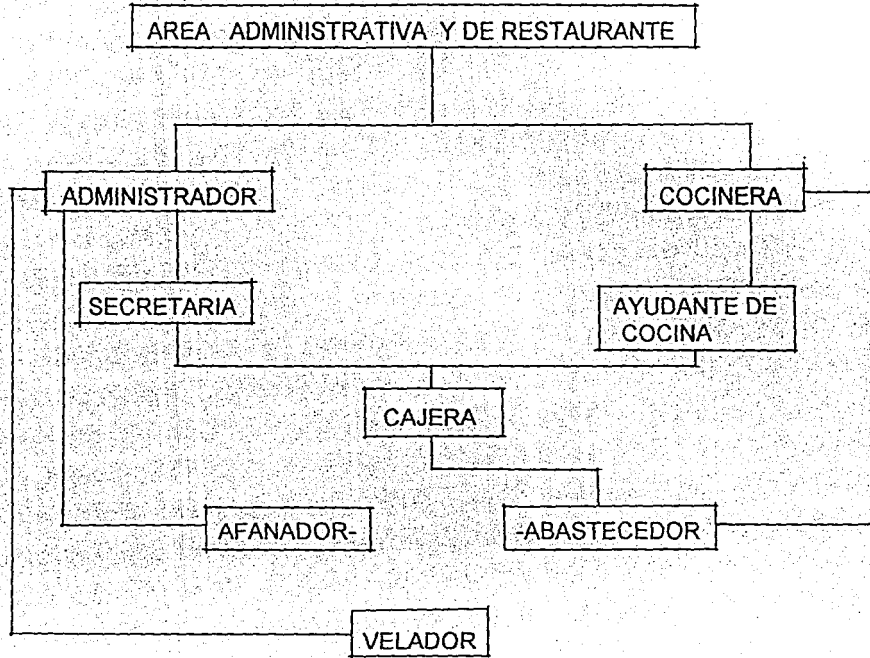 AREA ADMINISTRATIVA Y DE RESTAURANTE
ADMINISTRADOR
COCINERA
SECRETARIA
AYUDANTE DE
COCINA
CAJERA
AFANADOR-
-ABASTECEDOR
VELADOR